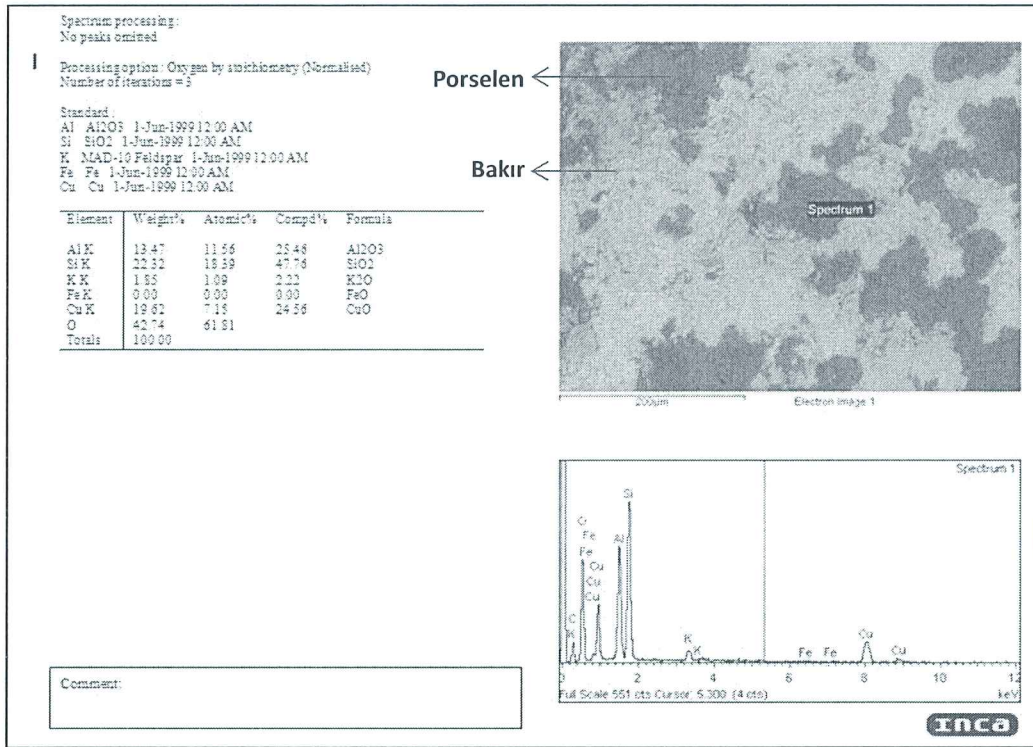 Spectrum processing :
No peaks omitted
Processing option : Oxygen by stoichiometry (Normalised)
Number of iterations = 3
Standard :
Al Al2O3 1-Jun-1999 12:00 AM
Si SiO2 1-Jun-1999 12:00 AM
K MAD-10 Feldspar 1-Jun-1999 12:00 AM
Fe Fe 1-Jun-1999 12:00 AM
Cu Cu 1-Jun-1999 12:00 AM
Element Weight% Atomic% Compd% Formula
Al K 13.47 11.56 25.46 Al2O3
Si K 22.32 18.39 47.76 SiO2
K K 1.85 1.09 2.22 K2O
Fe K 0.00 0.00 0.00 FeO
Cu K 19.62 7.15 24.56 CuO
O 42.74 61.81
Totals 100.00
Porselen
Bakır
Spectrum 1
200µm Electron Image 1
Spectrum 1
Si
O
Fe
Fe
Al
Cu
Cu
Cu
C
K
K
K
Fe Fe
Cu
Cu
0 2 4 6 8 10 12
Full Scale 551 cts Cursor: 5.300 (4 cts) keV
Comment:
INCA